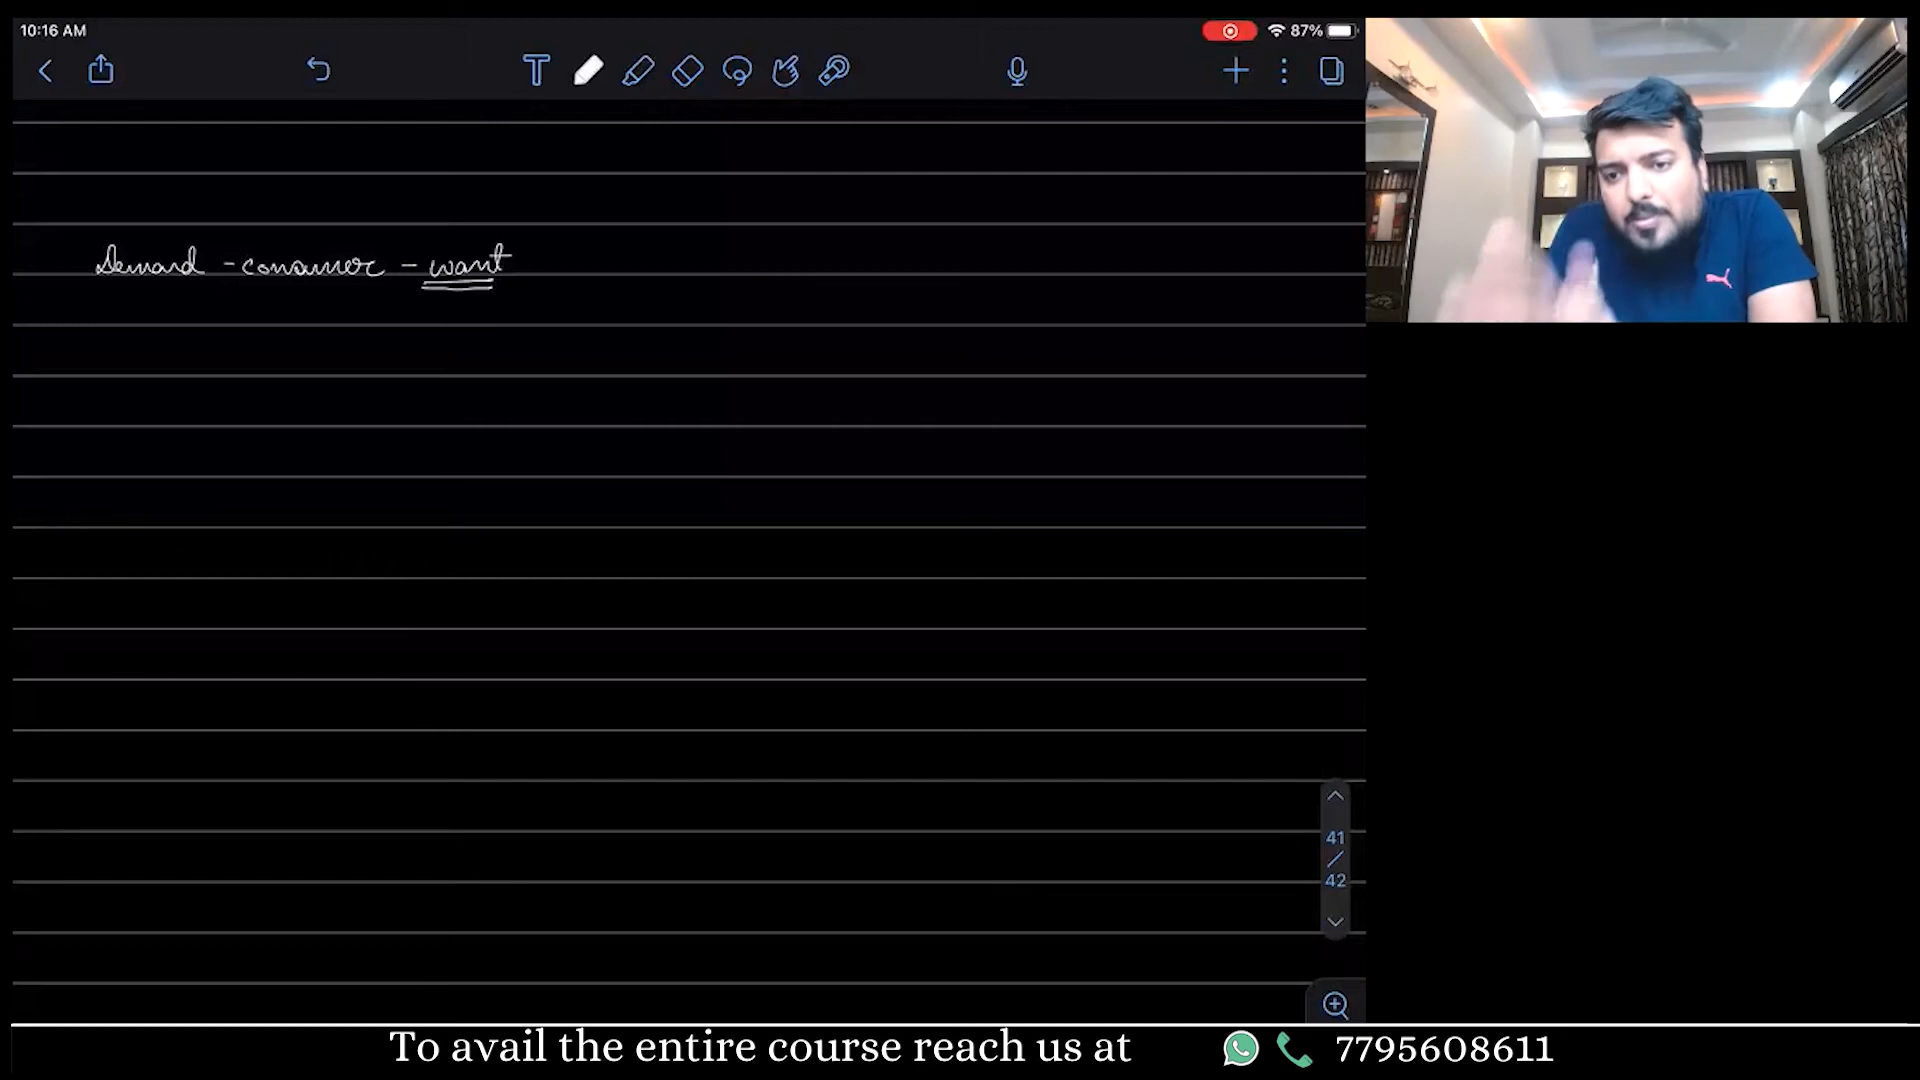 10:16 AM
87%
T
Demand - consumer - want
41
/
42
To avail the entire course reach us at 7795608611